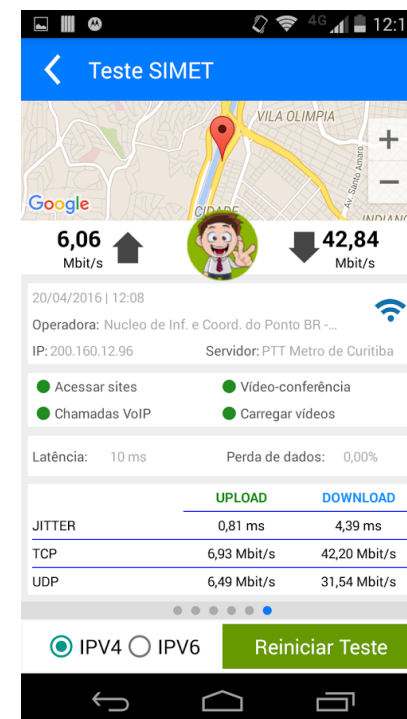 4G 12:1
Teste SIMET
VILA OLIMPIA
Av. Santo Amaro
+
Google
CIDADE
INDIANO
−
6,06
Mbit/s
42,84
Mbit/s
20/04/2016 | 12:08
Operadora: Nucleo de Inf. e Coord. do Ponto BR -...
IP: 200.160.12.96 Servidor: PTT Metro de Curitiba
Acessar sites Vídeo-conferência
Chamadas VoIP Carregar vídeos
Latência: 10 ms Perda de dados: 0,00%
UPLOAD DOWNLOAD
JITTER 0,81 ms 4,39 ms
TCP 6,93 Mbit/s 42,20 Mbit/s
UDP 6,49 Mbit/s 31,54 Mbit/s
IPV4 IPV6 Reiniciar Teste